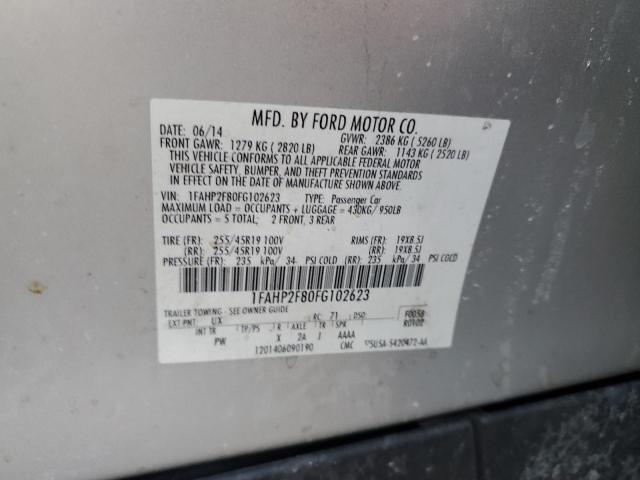 MFD. BY FORD MOTOR CO.
DATE: 06/14 GVWR: 2386 KG ( 5260 LB)
FRONT GAWR: 1279 KG ( 2820 LB) REAR GAWR: 1143 KG ( 2520 LB)
THIS VEHICLE CONFORMS TO ALL APPLICABLE FEDERAL MOTOR
VEHICLE SAFETY, BUMPER, AND THEFT PREVENTION STANDARDS
IN EFFECT ON THE DATE OF MANUFACTURE SHOWN ABOVE.
VIN: 1FAHP2F80FG102623 TYPE: Passenger Car
MAXIMUM LOAD = OCCUPANTS + LUGGAGE = 430KG/ 950LB
OCCUPANTS = 5 TOTAL; 2 FRONT, 3 REAR
TIRE (FR): 255/45R19 100V RIMS (FR): 19X8.5J
(RR): 255/45R19 100V (RR): 19X8.5J
PRESSURE (FR): 235 kPa/ 34 PSI COLD (RR): 235 kPa/ 34 PSI COLD
1FAHP2F80FG102623
TRAILER TOWING - SEE OWNER GUIDE F0058
EXT PNT: UX RC: 71 DSO: R0102
INT TR TP/PS R AXLE TR SPR
PW X 2A J AAAA
1201406090190 CMC